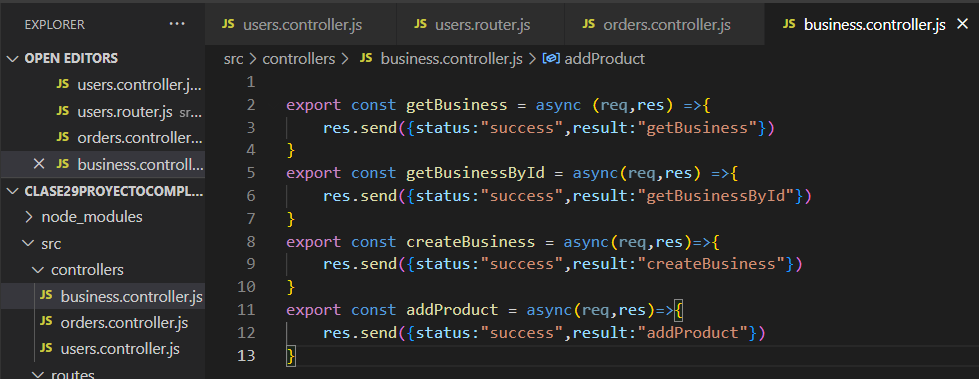 EXPLORER ···
OPEN EDITORS
JS users.controller.j...
JS users.router.js sr...
JS orders.controller...
JS business.controll...
CLASE29PROYECTOCOMPL...
node_modules
src
controllers
JS business.controller.js
JS orders.controller.js
JS users.controller.js
routes
JS users.controller.js JS users.router.js JS orders.controller.js JS business.controller.js
src > controllers > JS business.controller.js > addProduct
1
2 export const getBusiness = async (req,res) =>{
3 res.send({status:"success",result:"getBusiness"})
4 }
5 export const getBusinessById = async(req,res) =>{
6 res.send({status:"success",result:"getBusinessById"})
7 }
8 export const createBusiness = async(req,res)=>{
9 res.send({status:"success",result:"createBusiness"})
10 }
11 export const addProduct = async(req,res)=>{
12 res.send({status:"success",result:"addProduct"})
13 }